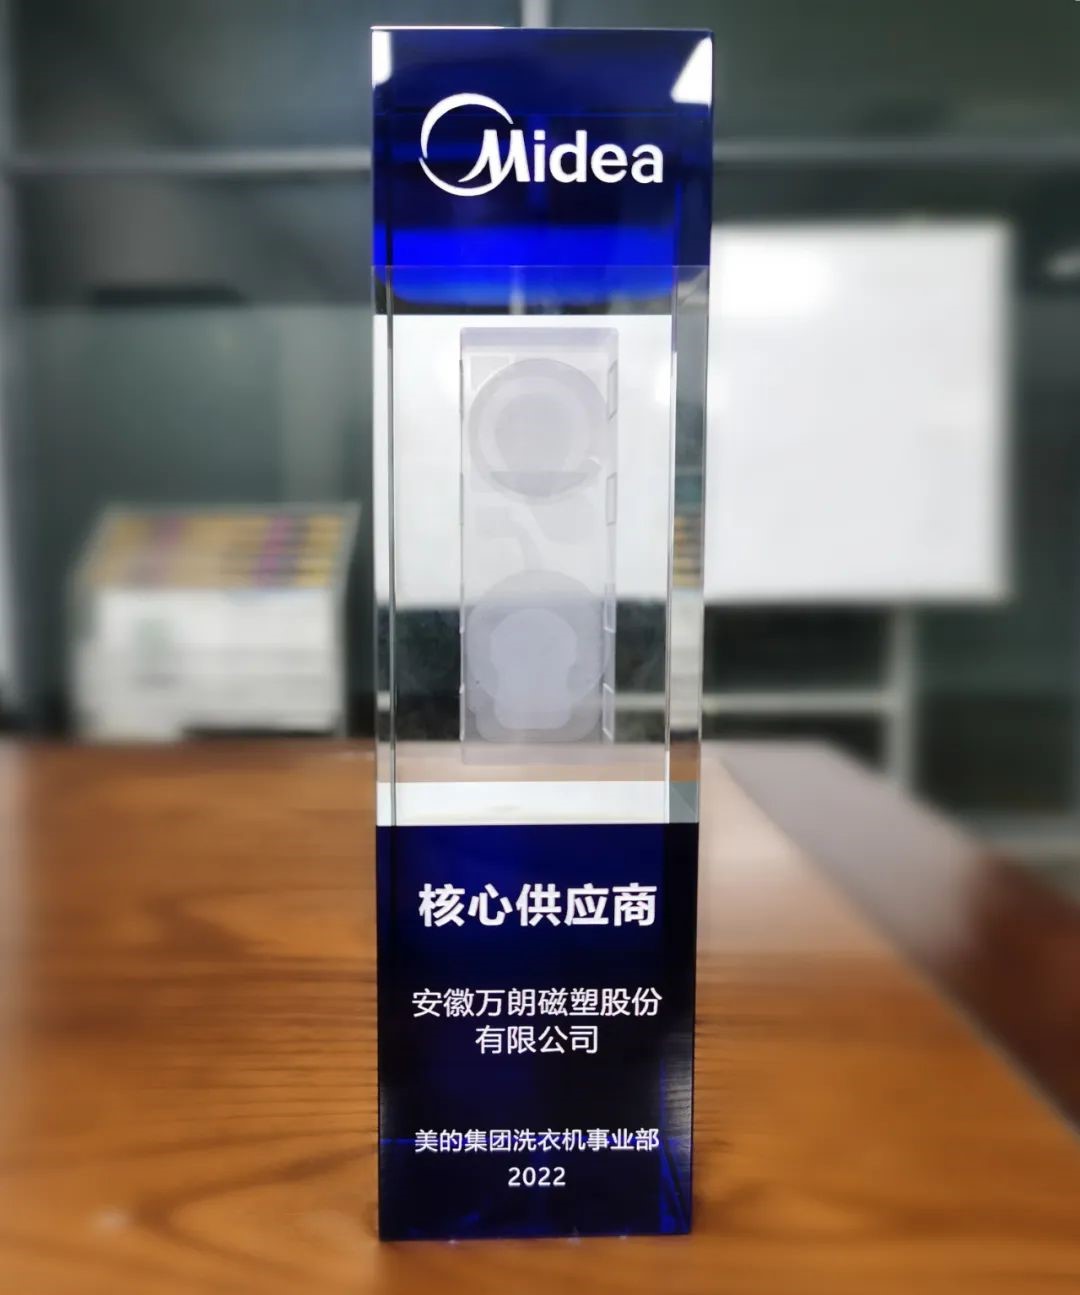 Midea
核心供应商
安徽万朗磁塑股份
有限公司
美的集团洗衣机事业部
2022